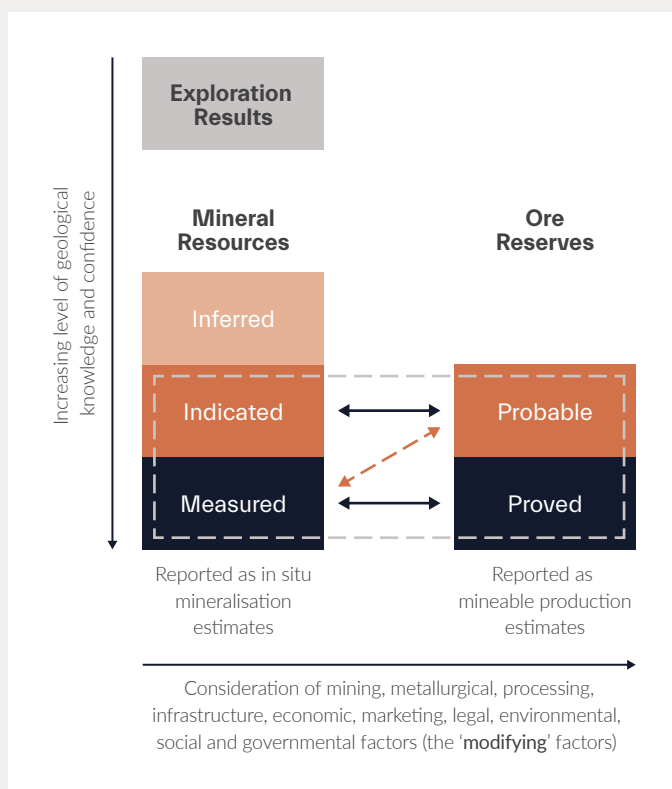 Exploration
Results
Increasing level of geological
knowledge and confidence
Mineral
Resources
Ore
Reserves
Inferred
Indicated
Probable
Measured
Proved
Reported as in situ
mineralisation
estimates
Reported as
mineable production
estimates
Consideration of mining, metallurgical, processing,
infrastructure, economic, marketing, legal, environmental,
social and governmental factors (the ‘modifying’ factors)